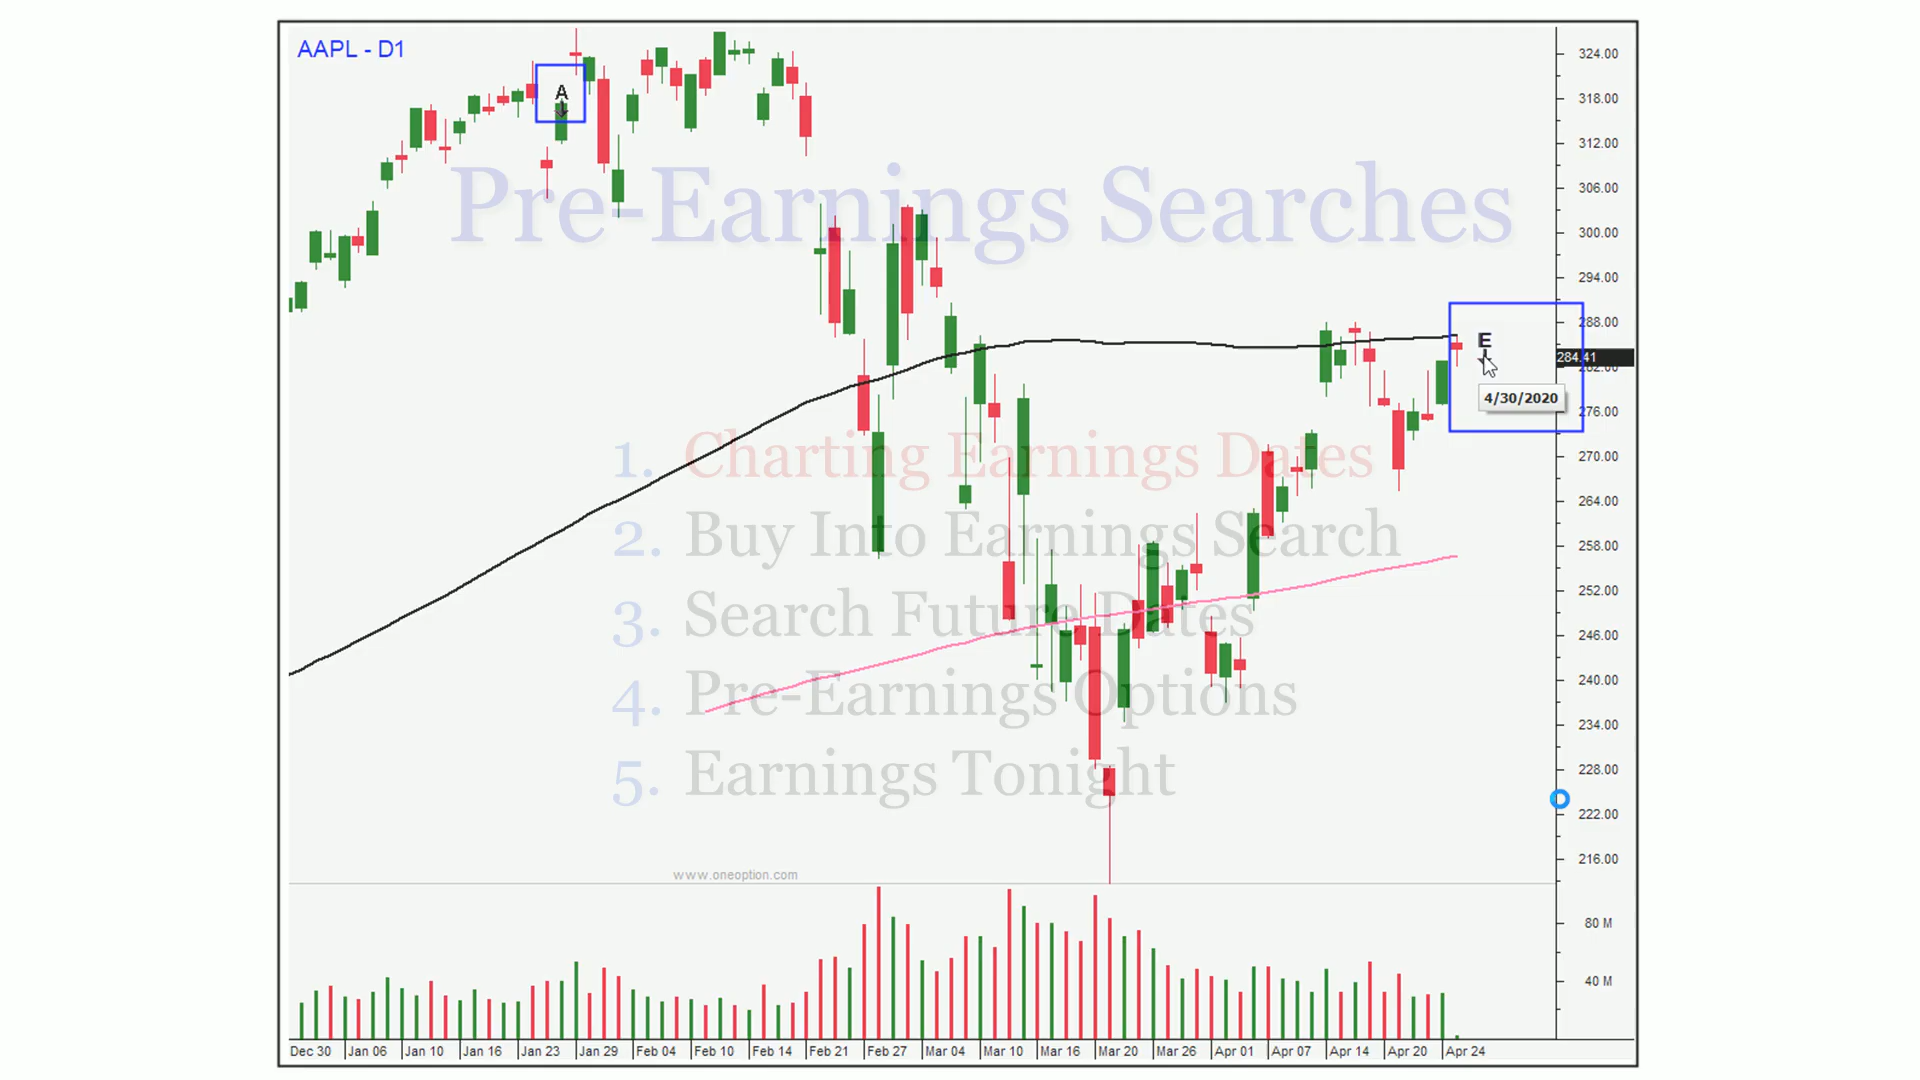 AAPL - D1
A
Pre-Earnings Searches
E
4/30/2020
1. Charting Earnings Dates
2. Buy Into Earnings Search
3. Search Future Dates
4. Pre-Earnings Options
5. Earnings Tonight
www.oneoption.com
324.00
318.00
312.00
306.00
300.00
294.00
288.00
284.41
282.00
276.00
270.00
264.00
258.00
252.00
246.00
240.00
234.00
228.00
222.00
216.00
80 M
40 M
Dec 30 Jan 06 Jan 10 Jan 16 Jan 23 Jan 29 Feb 04 Feb 10 Feb 14 Feb 21 Feb 27 Mar 04 Mar 10 Mar 16 Mar 20 Mar 26 Apr 01 Apr 07 Apr 14 Apr 20 Apr 24